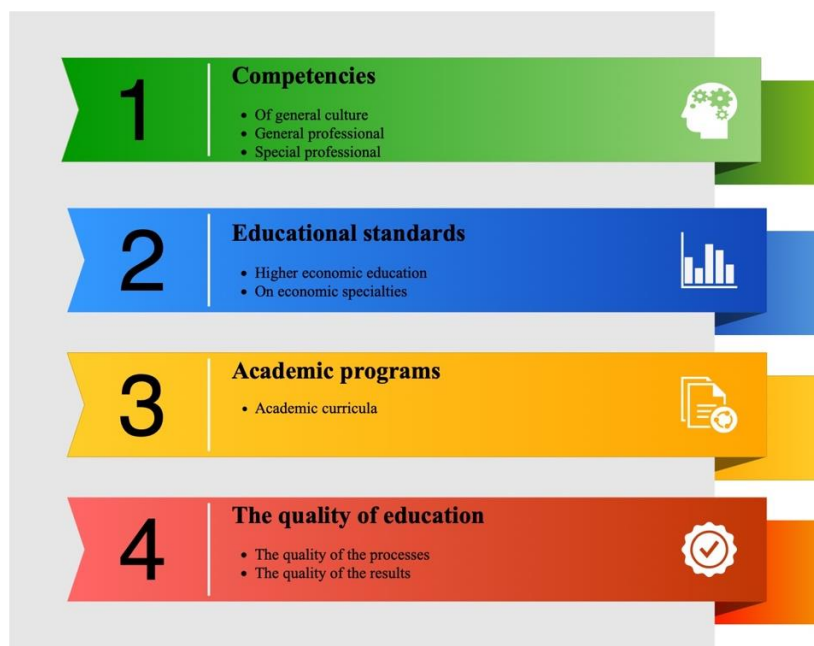 1
Competencies
• Of general culture
• General professional
• Special professional
2
Educational standards
• Higher economic education
• On economic specialties
3
Academic programs
• Academic curricula
4
The quality of education
• The quality of the processes
• The quality of the results